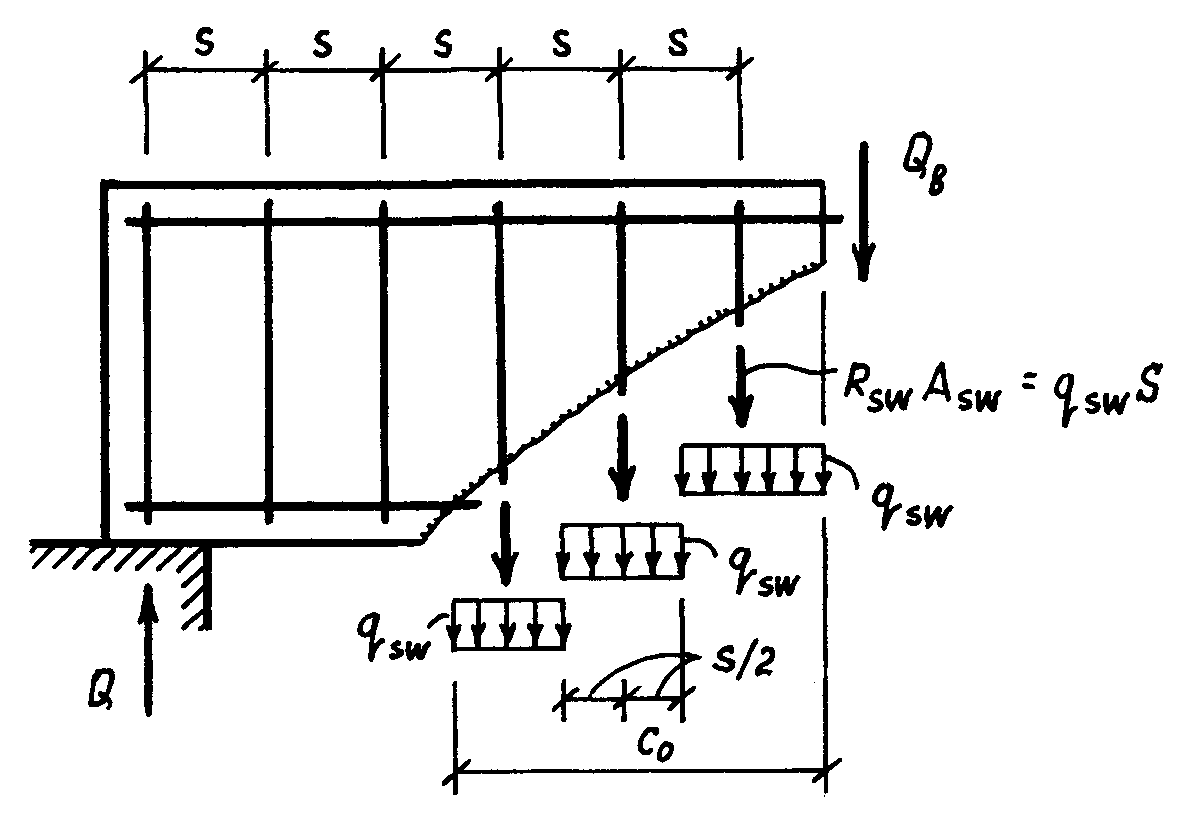 s s s s s
Q_B
R_sw A_sw = q_sw S
q_sw
q_sw
q_sw
s/2
Q
c_0